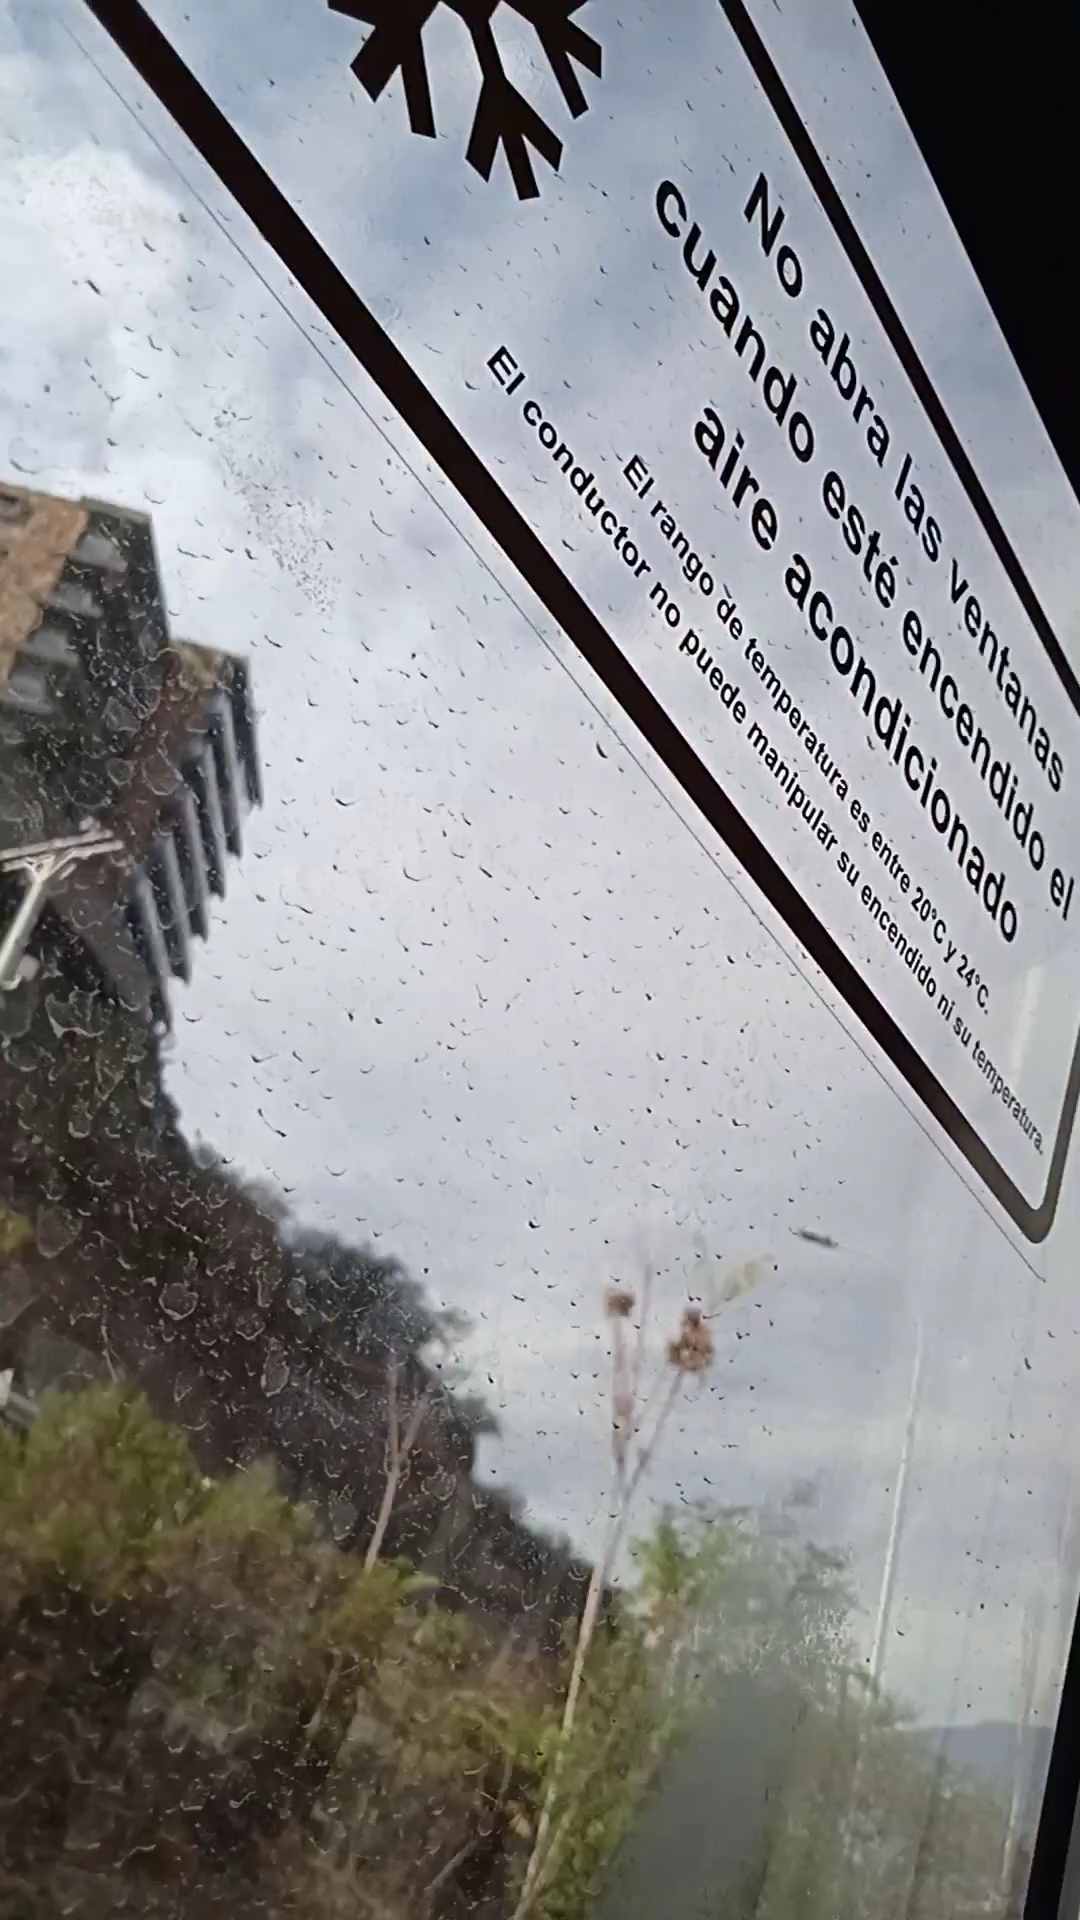 No abra las ventanas
cuando esté encendido el
aire acondicionado
El rango de temperatura es entre 20°C y 24°C.
El conductor no puede manipular su encendido ni su temperatura.